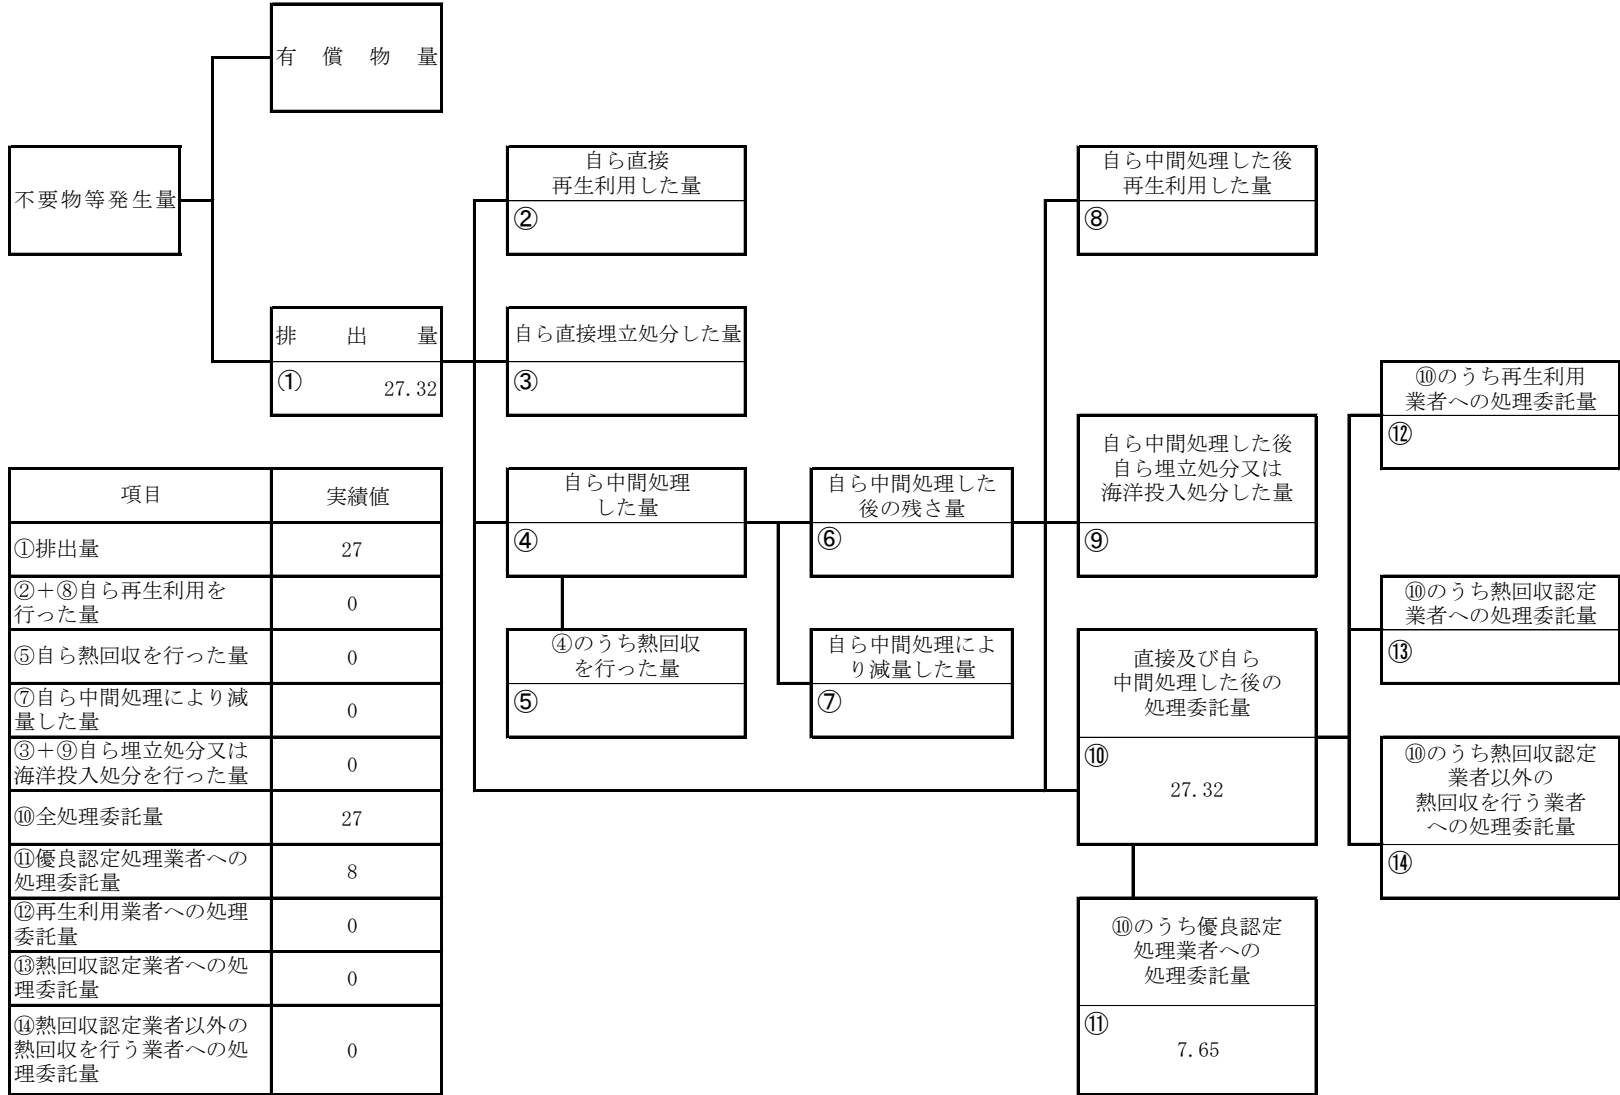 有償物量
不要物等発生量
排出量
① 27.32
自ら直接
再生利用した量
②
自ら直接埋立処分した量
③
自ら中間処理
した量
④
④のうち熱回収
を行った量
⑤
自ら中間処理した
後の残さ量
⑥
自ら中間処理によ
り減量した量
⑦
自ら中間処理した後
再生利用した量
⑧
自ら中間処理した後
自ら埋立処分又は
海洋投入処分した量
⑨
直接及び自ら
中間処理した後の
処理委託量
⑩
27.32
⑩のうち優良認定
処理業者への
処理委託量
⑪
7.65
⑩のうち再生利用
業者への処理委託量
⑫
⑩のうち熱回収認定
業者への処理委託量
⑬
⑩のうち熱回収認定
業者以外の
熱回収を行う業者
への処理委託量
⑭
項目 実績値
①排出量 27
②+⑧自ら再生利用を
行った量 0
⑤自ら熱回収を行った量 0
⑦自ら中間処理により減
量した量 0
③+⑨自ら埋立処分又は
海洋投入処分を行った量 0
⑩全処理委託量 27
⑪優良認定処理業者への
処理委託量 8
⑫再生利用業者への処理
委託量 0
⑬熱回収認定業者への処
理委託量 0
⑭熱回収認定業者以外の
熱回収を行う業者への処
理委託量 0